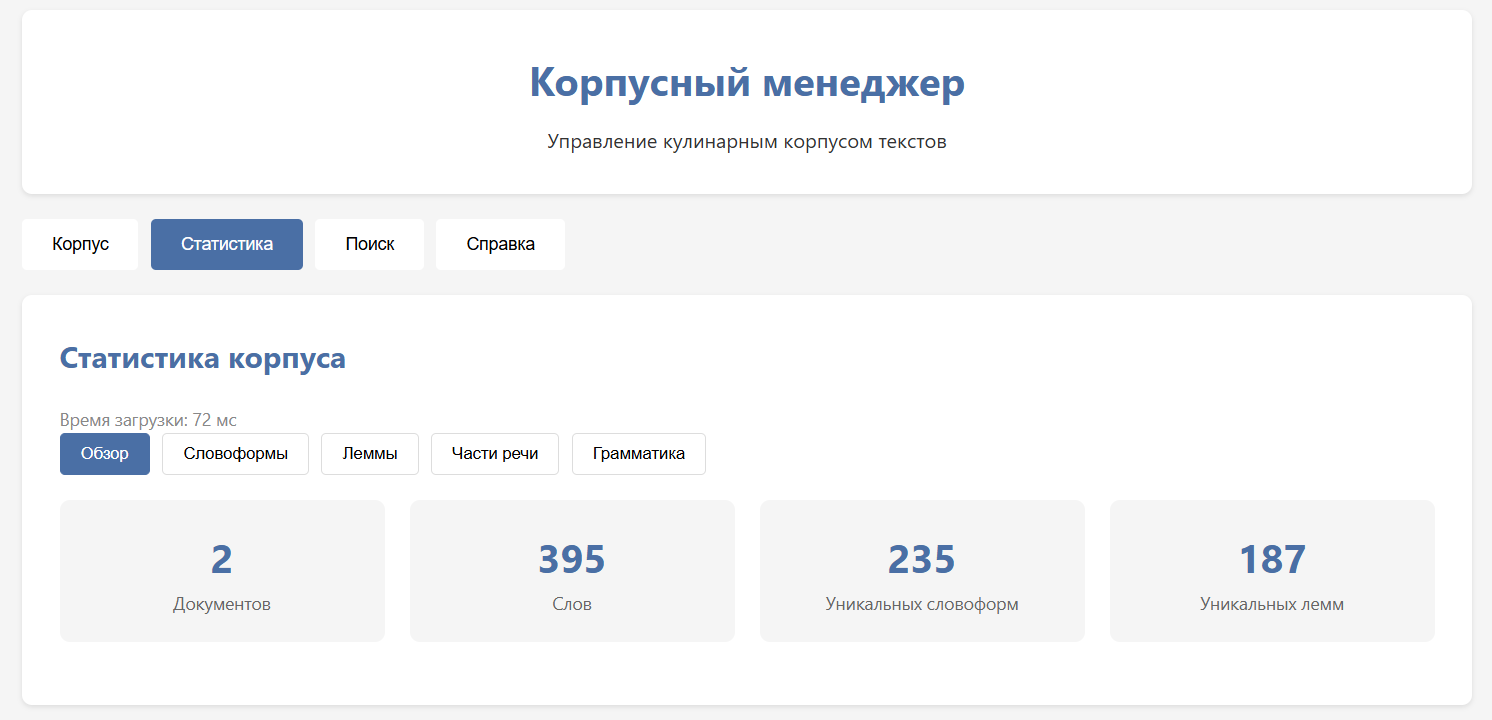 Корпусный менеджер
Управление кулинарным корпусом текстов
Корпус Статистика Поиск Справка
Статистика корпуса
Время загрузки: 72 мс
Обзор Словоформы Леммы Части речи Грамматика
2 395 235 187
Документов Слов Уникальных словоформ Уникальных лемм